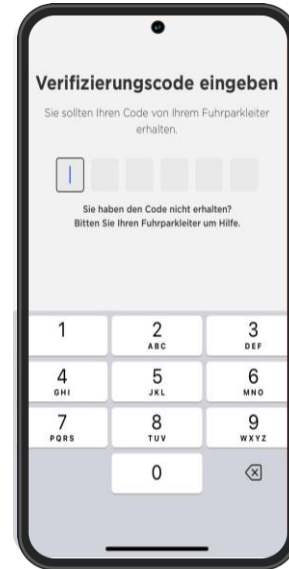 Verifizierungscode eingeben
Sie sollten Ihren Code von Ihrem Fuhrparkleiter
erhalten.
Sie haben den Code nicht erhalten?
Bitten Sie Ihren Fuhrparkleiter um Hilfe.
1 2 3
ABC DEF
4 5 6
GHI JKL MNO
7 8 9
PQRS TUV WXYZ
0